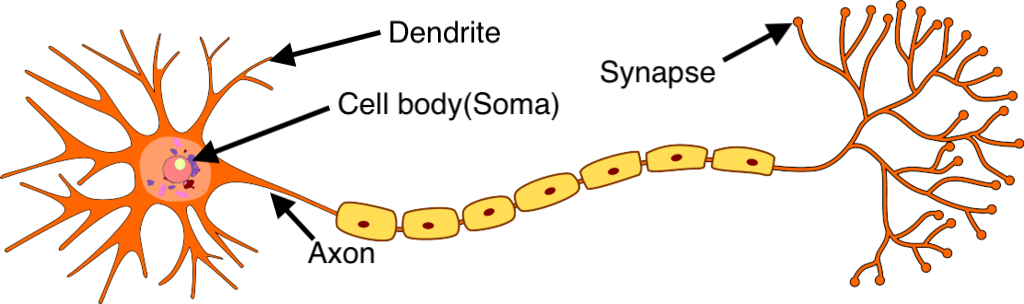 Dendrite
Synapse
Cell body(Soma)
Axon